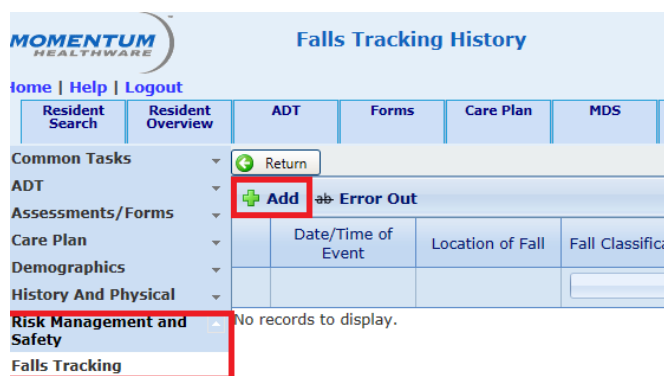 MOMENTUM
HEALTHWARE
Falls Tracking History
Home | Help | Logout
Resident Search
Resident Overview
ADT
Forms
Care Plan
MDS
Common Tasks
ADT
Assessments/Forms
Care Plan
Demographics
History And Physical
Risk Management and
Safety
Falls Tracking
Return
Add ab Error Out
Date/Time of
Event
Location of Fall
Fall Classifica
No records to display.